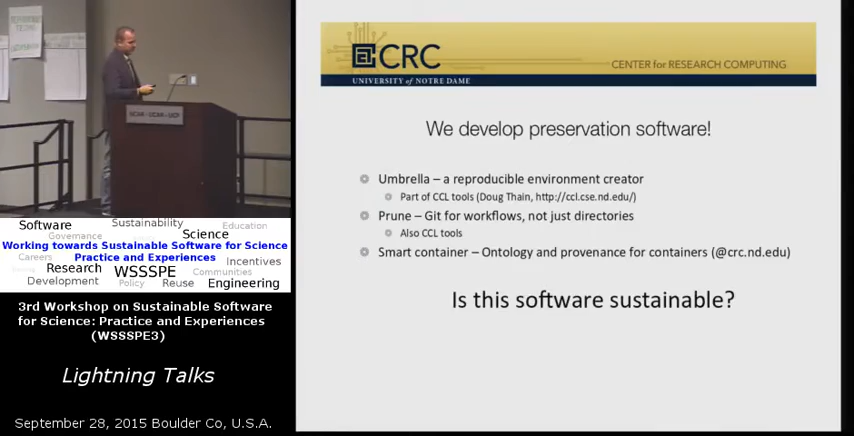 UCAR - UCAR - UCP
Software
Sustainability
Education
Governance
Science
Working towards Sustainable Software for Science
Practice and Experiences
Careers
Incentives
Research
WSSSPE
Communities
Development
Policy
Reuse
Engineering
3rd Workshop on Sustainable Software
for Science: Practice and Experiences
(WSSSPE3)
Lightning Talks
September 28, 2015 Boulder Co, U.S.A.
CRC
UNIVERSITY of NOTRE DAME
CENTER for RESEARCH COMPUTING
We develop preservation software!
Umbrella – a reproducible environment creator
Part of CCL tools (Doug Thain, http://ccl.cse.nd.edu/)
Prune – Git for workflows, not just directories
Also CCL tools
Smart container – Ontology and provenance for containers (@crc.nd.edu)
Is this software sustainable?